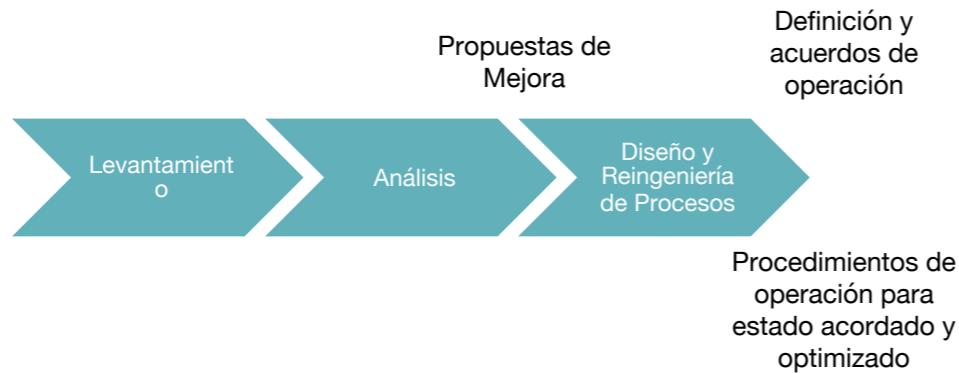 Definición y
acuerdos de
operación
Propuestas de
Mejora
Levantamient
o
Análisis
Diseño y
Reingeniería
de Procesos
Procedimientos de
operación para
estado acordado y
optimizado